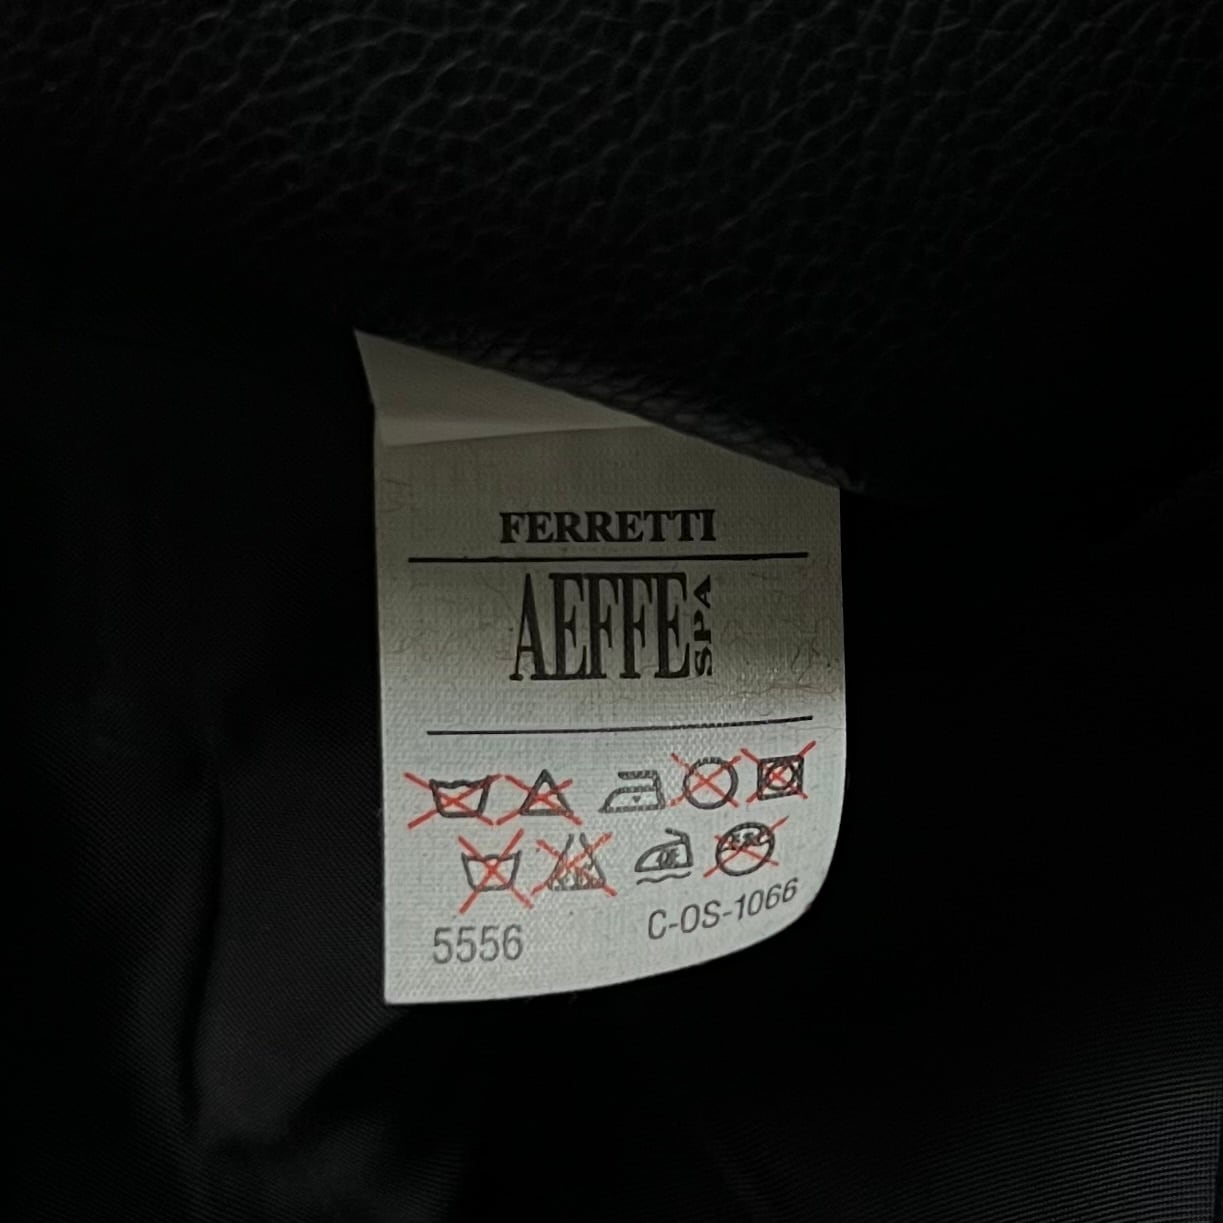 FERRETTI
AEFFE SPA
5556 C-OS-1066